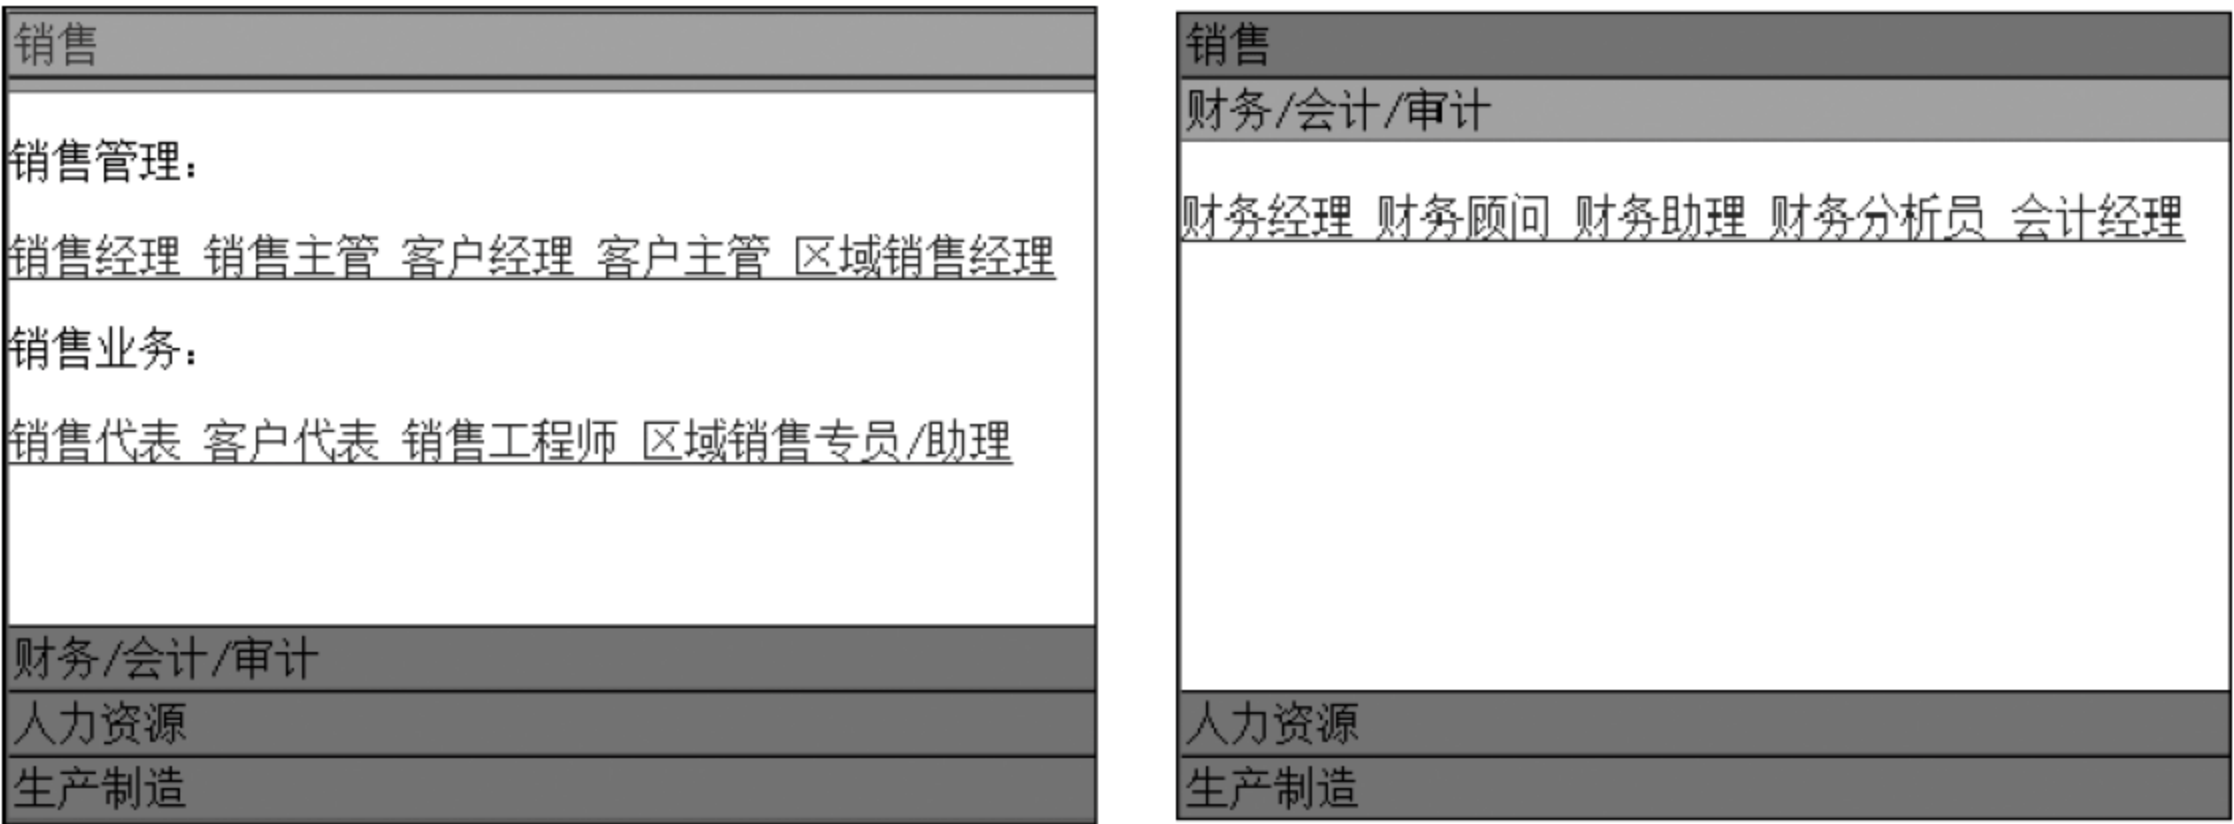 销售
销售管理：
销售经理 销售主管 客户经理 客户主管 区域销售经理
销售业务：
销售代表 客户代表 销售工程师 区域销售专员/助理
财务/会计/审计
人力资源
生产制造
销售
财务/会计/审计
财务经理 财务顾问 财务助理 财务分析员 会计经理
人力资源
生产制造